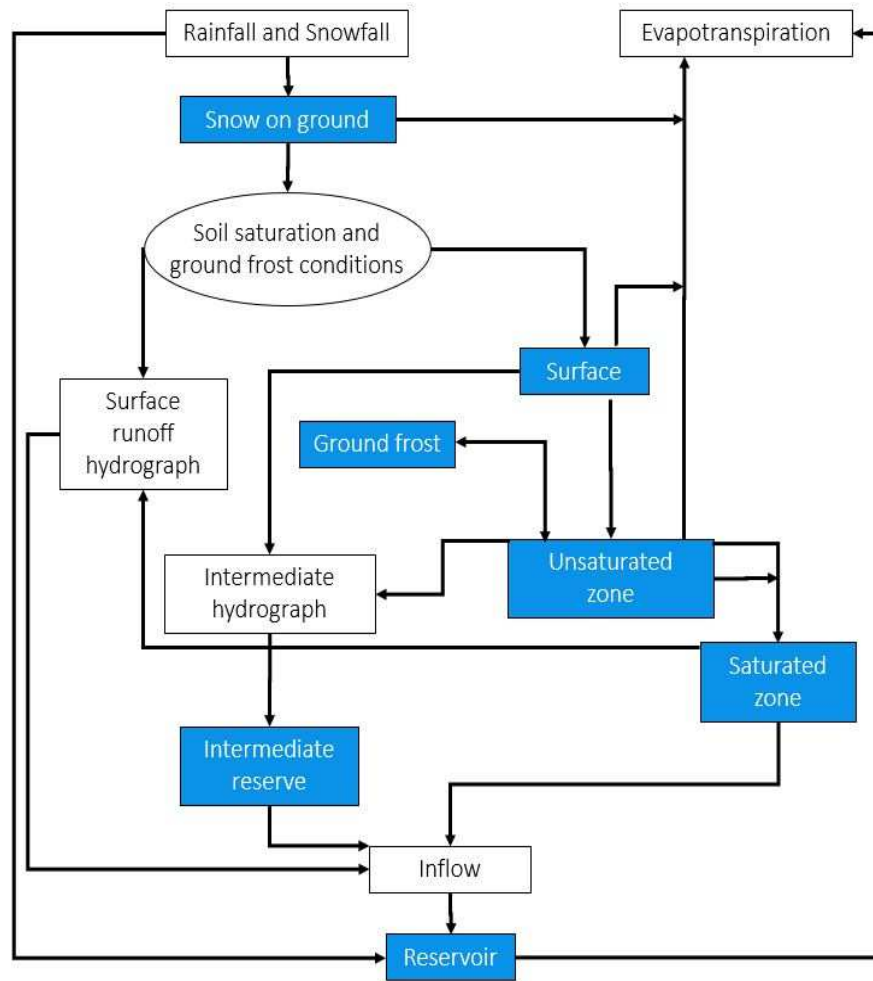 Rainfall and Snowfall
Evapotranspiration
Snow on ground
Soil saturation and
ground frost conditions
Surface
Surface
runoff
hydrograph
Ground frost
Unsaturated
zone
Intermediate
hydrograph
Saturated
zone
Intermediate
reserve
Inflow
Reservoir